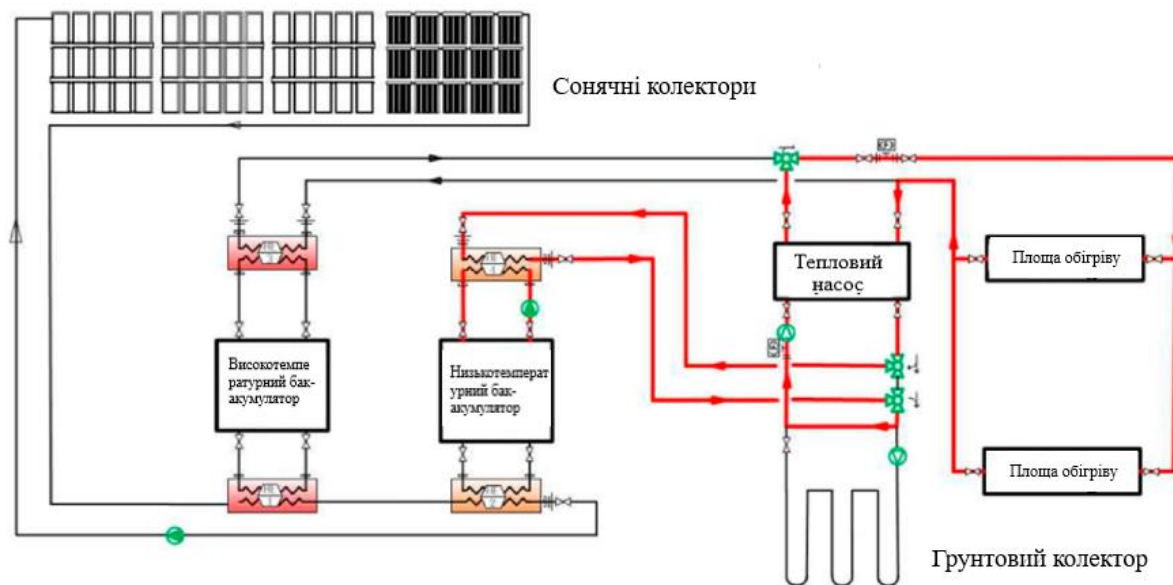 Сонячні колектори
Тепловий
насос
Площа обігріву
Високотемпе
ратурний бак-
акумулятор
Низькотемперат
урний бак-
акумулятор
Площа обігріву
Грунтовий колектор